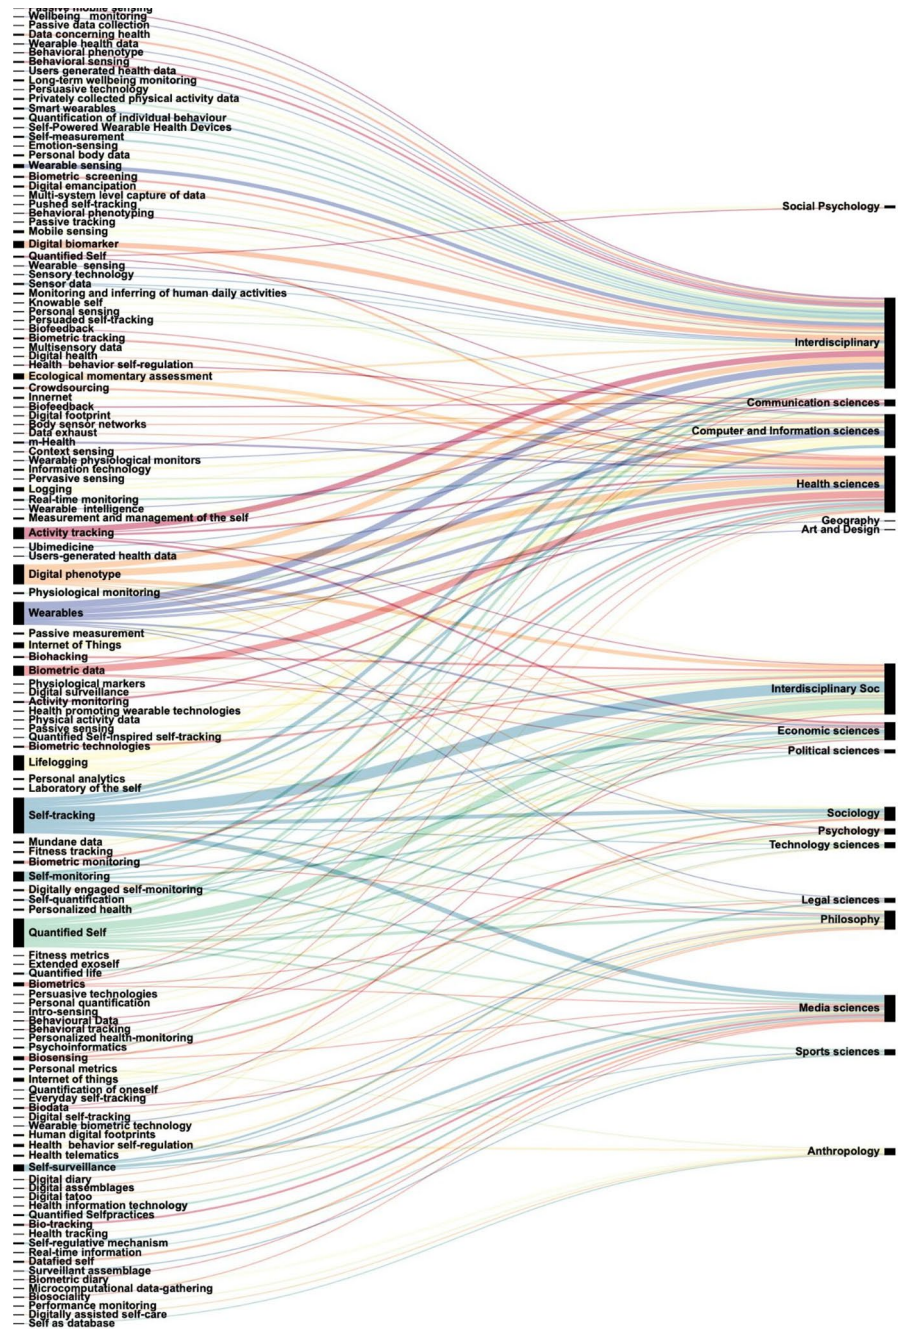 Passive mobile sensing
Wellbeing monitoring
Passive data collection
Data concerning health
Wearable health data
Behavioral phenotype
Behavioral sensing
Users generated health data
Long-term wellbeing monitoring
Persuasive technology
Privately collected physical activity data
Smart wearables
Quantification of individual behaviour
Self-Powered Wearable Health Devices
Self-measurement
Emotion-sensing
Personal body data
Wearable sensing
Biometric screening
Digital emancipation
Multi-system level capture of data
Pushed self-tracking
Behavioral phenotyping
Passive tracking
Mobile sensing
Digital biomarker
Quantified Self
Wearable sensing
Sensory technology
Sensor data
Monitoring and inferring of human daily activities
Knowable self
Personal sensing
Persuaded self-tracking
Biofeedback
Biometric tracking
Multisensory data
Digital health
Health behavior self-regulation
Ecological momentary assessment
Crowdsourcing
Innernet
Biofeedback
Digital footprint
Body sensor networks
Data exhaust
m-Health
Context sensing
Wearable physiological monitors
Information technology
Pervasive sensing
Logging
Real-time monitoring
Wearable intelligence
Measurement and management of the self
Activity tracking
Ubimedicine
Users-generated health data
Digital phenotype
Physiological monitoring
Wearables
Passive measurement
Internet of Things
Biohacking
Biometric data
Physiological markers
Digital surveillance
Activity monitoring
Health promoting wearable technologies
Physical activity data
Passive sensing
Quantified Self-inspired self-tracking
Biometric technologies
Lifelogging
Personal analytics
Laboratory of the self
Self-tracking
Mundane data
Fitness tracking
Biometric monitoring
Self-monitoring
Digitally engaged self-monitoring
Self-quantification
Personalized health
Quantified Self
Fitness metrics
Extended exoself
Quantified life
Biometrics
Persuasive technologies
Personal quantification
Intro-sensing
Behavioural Data
Behavioral tracking
Personalized health-monitoring
Psychoinformatics
Biosensing
Personal metrics
Internet of things
Quantification of oneself
Everyday self-tracking
Biodata
Digital self-tracking
Wearable biometric technology
Human digital footprints
Health behavior self-regulation
Health telematics
Self-surveillance
Digital diary
Digital assemblages
Digital tatoo
Health information technology
Quantified Selfpractices
Bio-tracking
Health tracking
Self-regulative mechanism
Real-time information
Datafied self
Surveillant assemblage
Biometric diary
Microcomputational data-gathering
Biosociality
Performance monitoring
Digitally assisted self-care
Self as database
Social Psychology
Interdisciplinary
Communication sciences
Computer and Information sciences
Health sciences
Geography
Art and Design
Interdisciplinary Soc
Economic sciences
Political sciences
Sociology
Psychology
Technology sciences
Legal sciences
Philosophy
Media sciences
Sports sciences
Anthropology